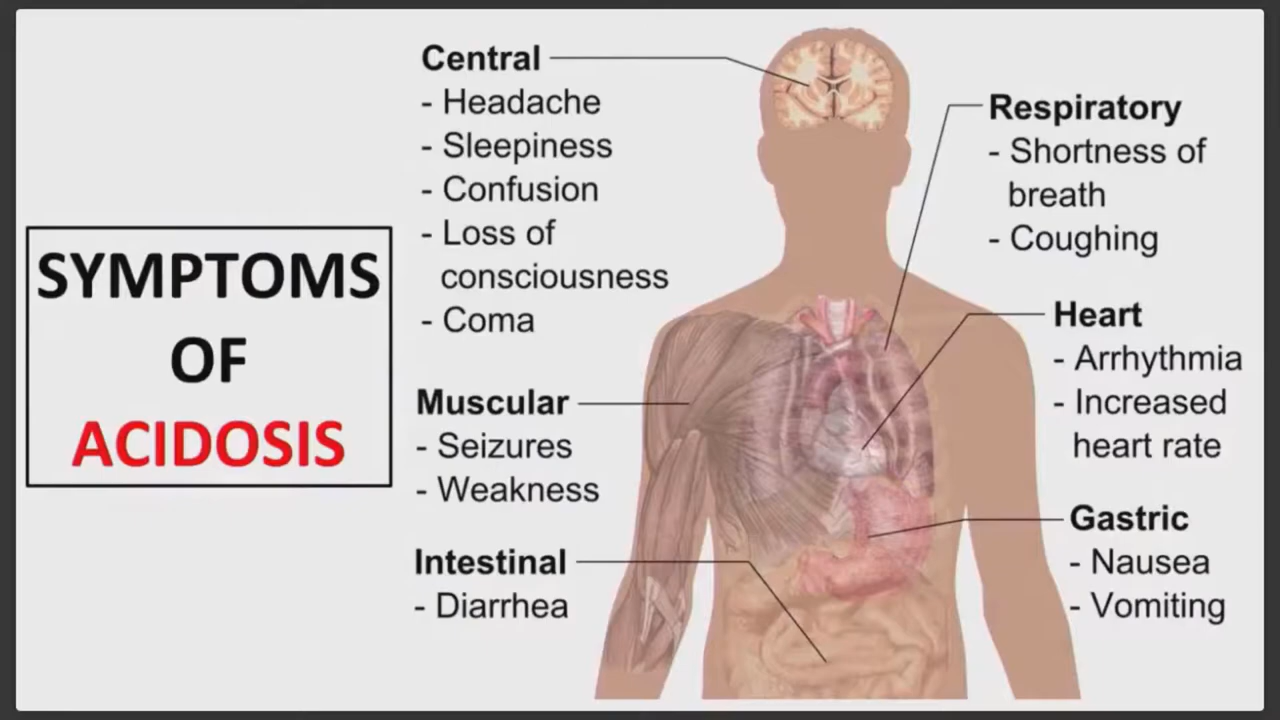 SYMPTOMS
OF
ACIDOSIS
Central
- Headache
- Sleepiness
- Confusion
- Loss of
consciousness
- Coma
Muscular
- Seizures
- Weakness
Intestinal
- Diarrhea
Respiratory
- Shortness of
breath
- Coughing
Heart
- Arrhythmia
- Increased
heart rate
Gastric
- Nausea
- Vomiting